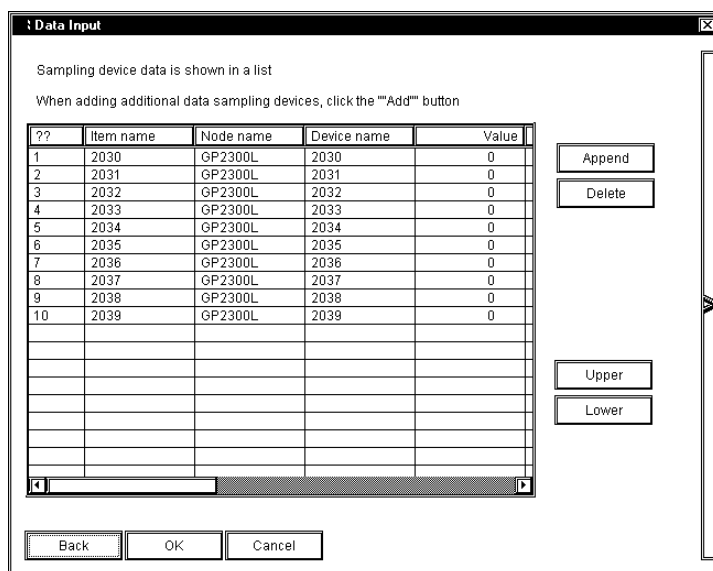 Data Input
Sampling device data is shown in a list
When adding additional data sampling devices, click the ""Add"" button
?? Item name Node name Device name Value
1 2030 GP2300L 2030 0
2 2031 GP2300L 2031 0
3 2032 GP2300L 2032 0
4 2033 GP2300L 2033 0
5 2034 GP2300L 2034 0
6 2035 GP2300L 2035 0
7 2036 GP2300L 2036 0
8 2037 GP2300L 2037 0
9 2038 GP2300L 2038 0
10 2039 GP2300L 2039 0
Append
Delete
Upper
Lower
Back OK Cancel